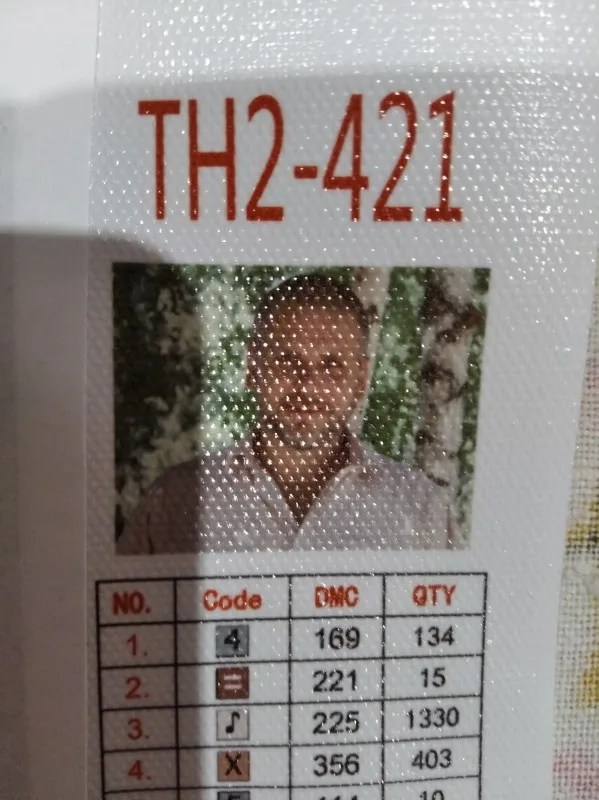 TH2-421
NO. Code DMC QTY
1. 4 169 134
2. = 221 15
3. ♪ 225 1330
4. X 356 403